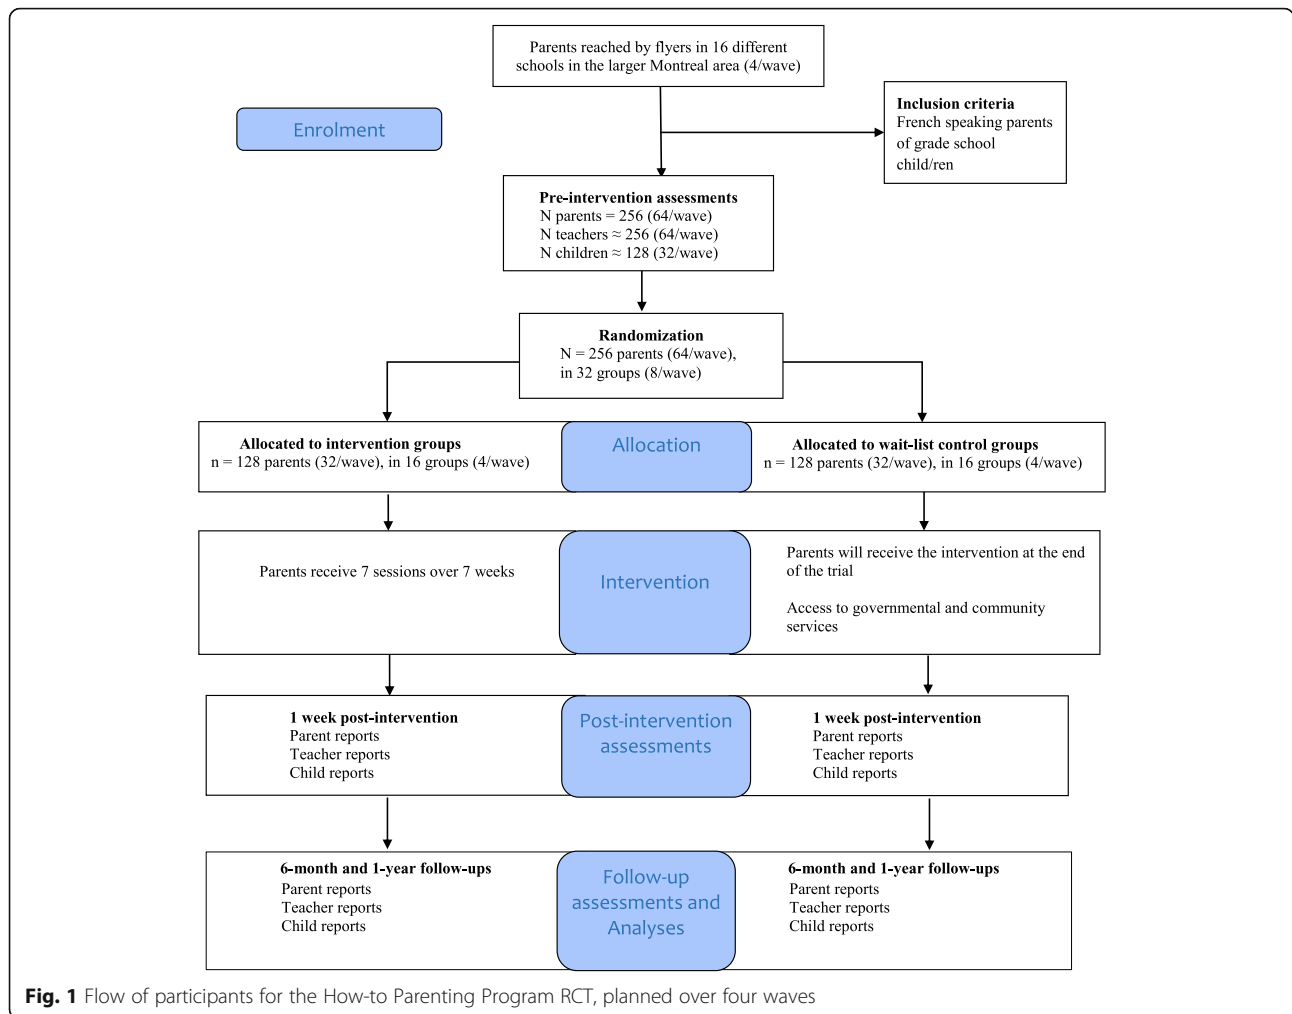 Parents reached by flyers in 16 different
schools in the larger Montreal area (4/wave)
Enrolment
Inclusion criteria
French speaking parents
of grade school
child/ren
Pre-intervention assessments
N parents = 256 (64/wave)
N teachers ≈ 256 (64/wave)
N children ≈ 128 (32/wave)
Randomization
N = 256 parents (64/wave),
in 32 groups (8/wave)
Allocated to intervention groups
n = 128 parents (32/wave), in 16 groups (4/wave)
Allocation
Allocated to wait-list control groups
n = 128 parents (32/wave), in 16 groups (4/wave)
Parents receive 7 sessions over 7 weeks
Intervention
Parents will receive the intervention at the end
of the trial
Access to governmental and community
services
1 week post-intervention
Parent reports
Teacher reports
Child reports
Post-intervention
assessments
1 week post-intervention
Parent reports
Teacher reports
Child reports
6-month and 1-year follow-ups
Parent reports
Teacher reports
Child reports
Follow-up
assessments and
Analyses
6-month and 1-year follow-ups
Parent reports
Teacher reports
Child reports
Fig. 1 Flow of participants for the How-to Parenting Program RCT, planned over four waves